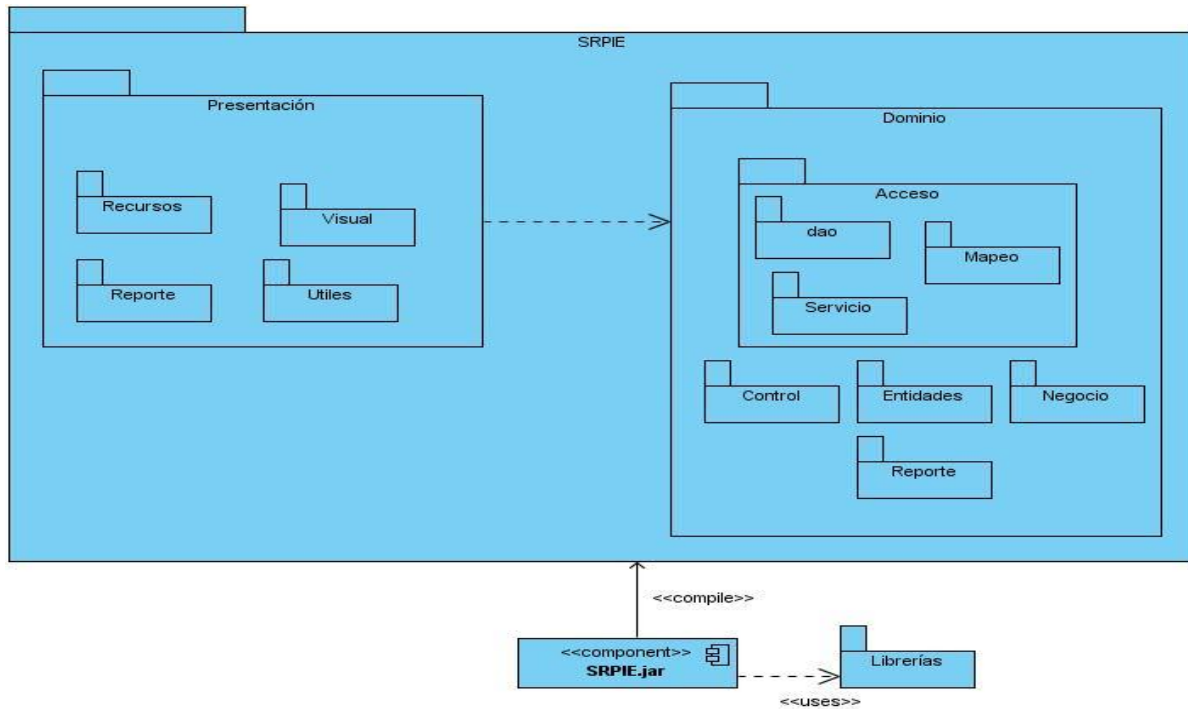 SRPIE
Presentación
Recursos
Visual
Reporte
Utiles
Dominio
Acceso
dao
Mapeo
Servicio
Control
Entidades
Negocio
Reporte
<<compile>>
<<component>>
SRPIE.jar
<<uses>>
Librerías